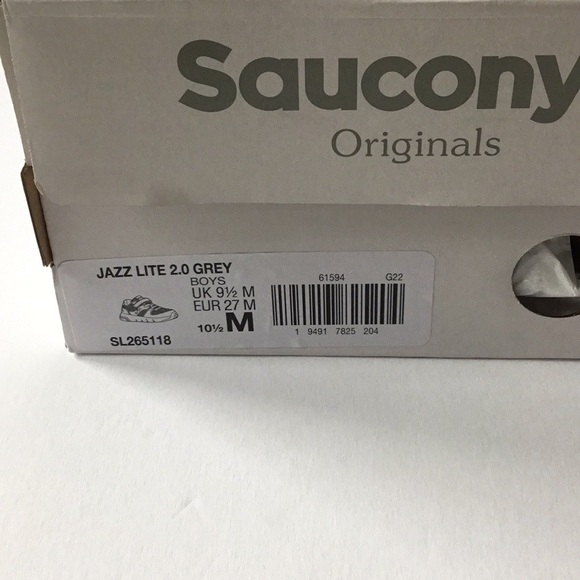 Saucony
Originals
JAZZ LITE 2.0 GREY
BOYS
UK 9½ M
EUR 27 M
10½ M
SL265118
61594 G22
1 9491 7825 204